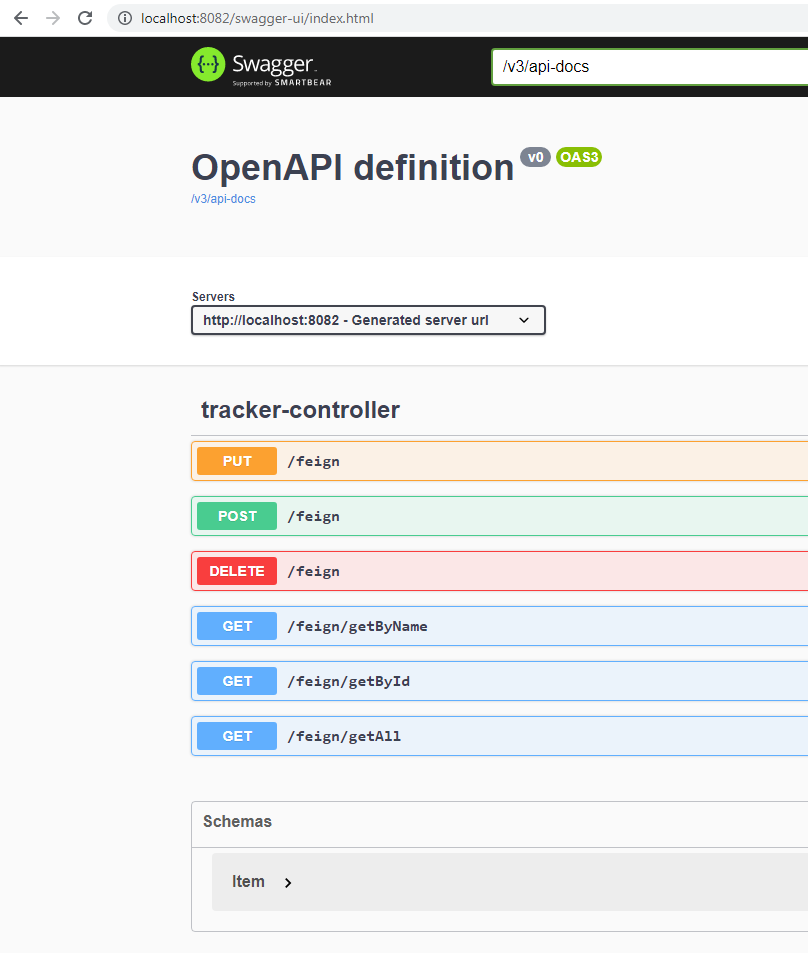 localhost:8082/swagger-ui/index.html
{···} Swagger™
Supported by SMARTBEAR
/v3/api-docs
OpenAPI definition v0 OAS3
/v3/api-docs
Servers
http://localhost:8082 - Generated server url
tracker-controller
PUT /feign
POST /feign
DELETE /feign
GET /feign/getByName
GET /feign/getById
GET /feign/getAll
Schemas
Item